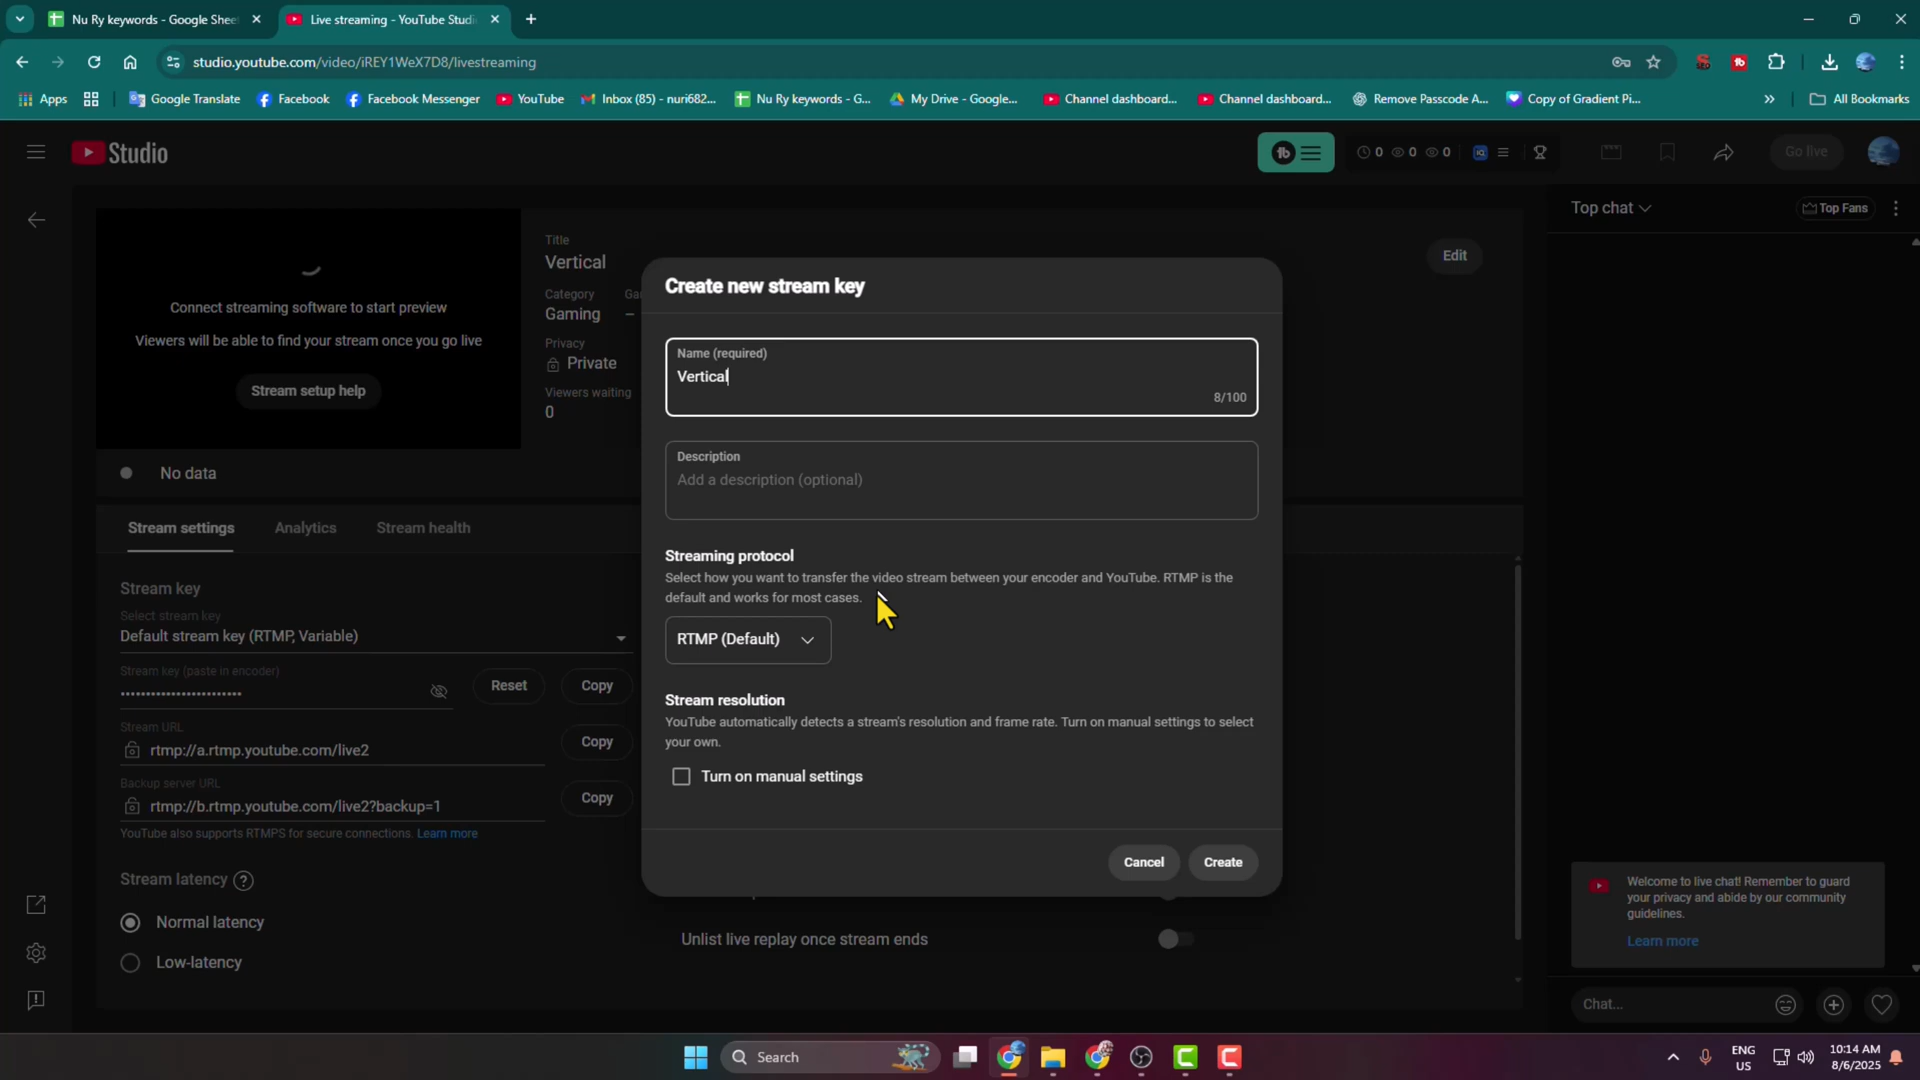 Nu Ry keywords - Google Shee
Live streaming - YouTube Studi
studio.youtube.com/video/iREY1WeX7D8/livestreaming
Apps
Google Translate
Facebook
Facebook Messenger
YouTube
Inbox (85) - nuri682...
Nu Ry keywords - G...
My Drive - Google...
Channel dashboard...
Channel dashboard...
Remove Passcode A...
Copy of Gradient Pi...
All Bookmarks
Studio
0
0
0
Go live
Connect streaming software to start preview
Viewers will be able to find your stream once you go live
Stream setup help
Title
Vertical
Edit
Category
Gaming
–
Privacy
Private
Viewers waiting
0
No data
Stream settings
Analytics
Stream health
Stream key
Select stream key
Default stream key (RTMP, Variable)
Stream key (paste in encoder)
••••••••••••••••••••••••
Reset
Copy
Stream URL
rtmp://a.rtmp.youtube.com/live2
Copy
Backup server URL
rtmp://b.rtmp.youtube.com/live2?backup=1
Copy
YouTube also supports RTMPS for secure connections. Learn more
Stream latency
Normal latency
Low-latency
Create new stream key
Name (required)
Vertical
8/100
Description
Add a description (optional)
Streaming protocol
Select how you want to transfer the video stream between your encoder and YouTube. RTMP is the
default and works for most cases.
RTMP (Default)
Stream resolution
YouTube automatically detects a stream's resolution and frame rate. Turn on manual settings to select
your own.
Turn on manual settings
Cancel
Create
Unlist live replay once stream ends
Top chat
Top Fans
Welcome to live chat! Remember to guard
your privacy and abide by our community
guidelines.
Learn more
Chat...
Search
ENG
US
10:14 AM
8/6/2025